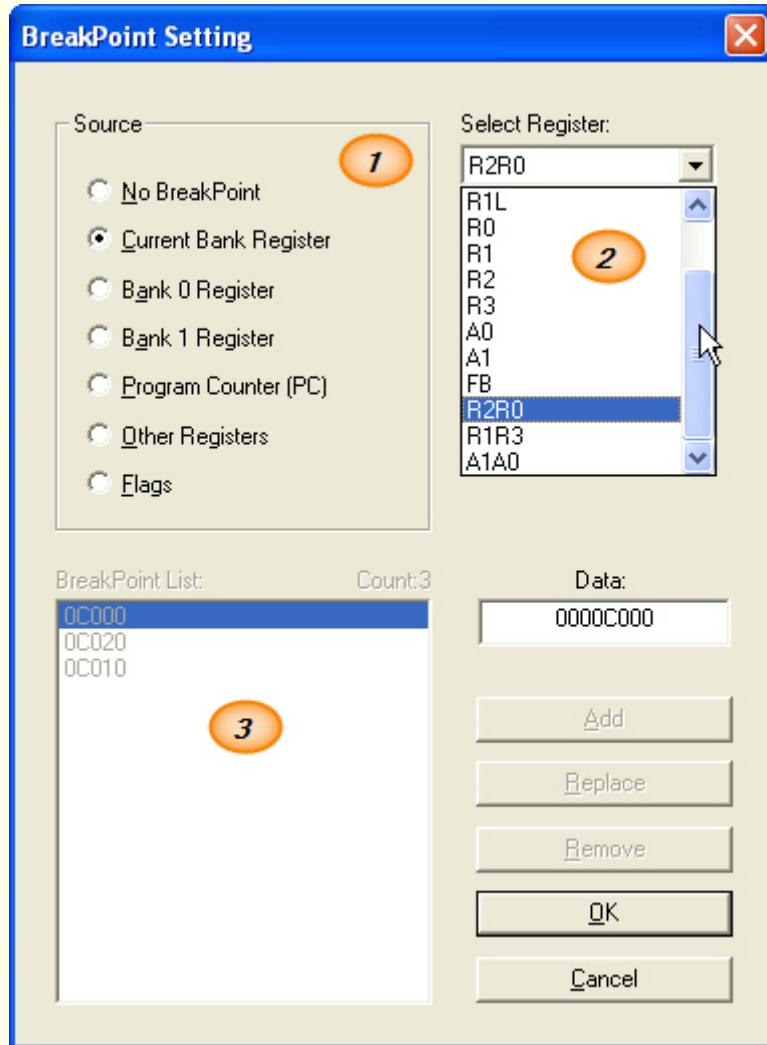 BreakPoint Setting
Source
1
No BreakPoint
Current Bank Register
Bank 0 Register
Bank 1 Register
Program Counter (PC)
Other Registers
Flags
Select Register:
R2R0
R1L
R0
R1
2
R2
R3
A0
A1
FB
R2R0
R1R3
A1A0
BreakPoint List:
Count:3
0C000
0C020
0C010
3
Data:
0000C000
Add
Replace
Remove
OK
Cancel